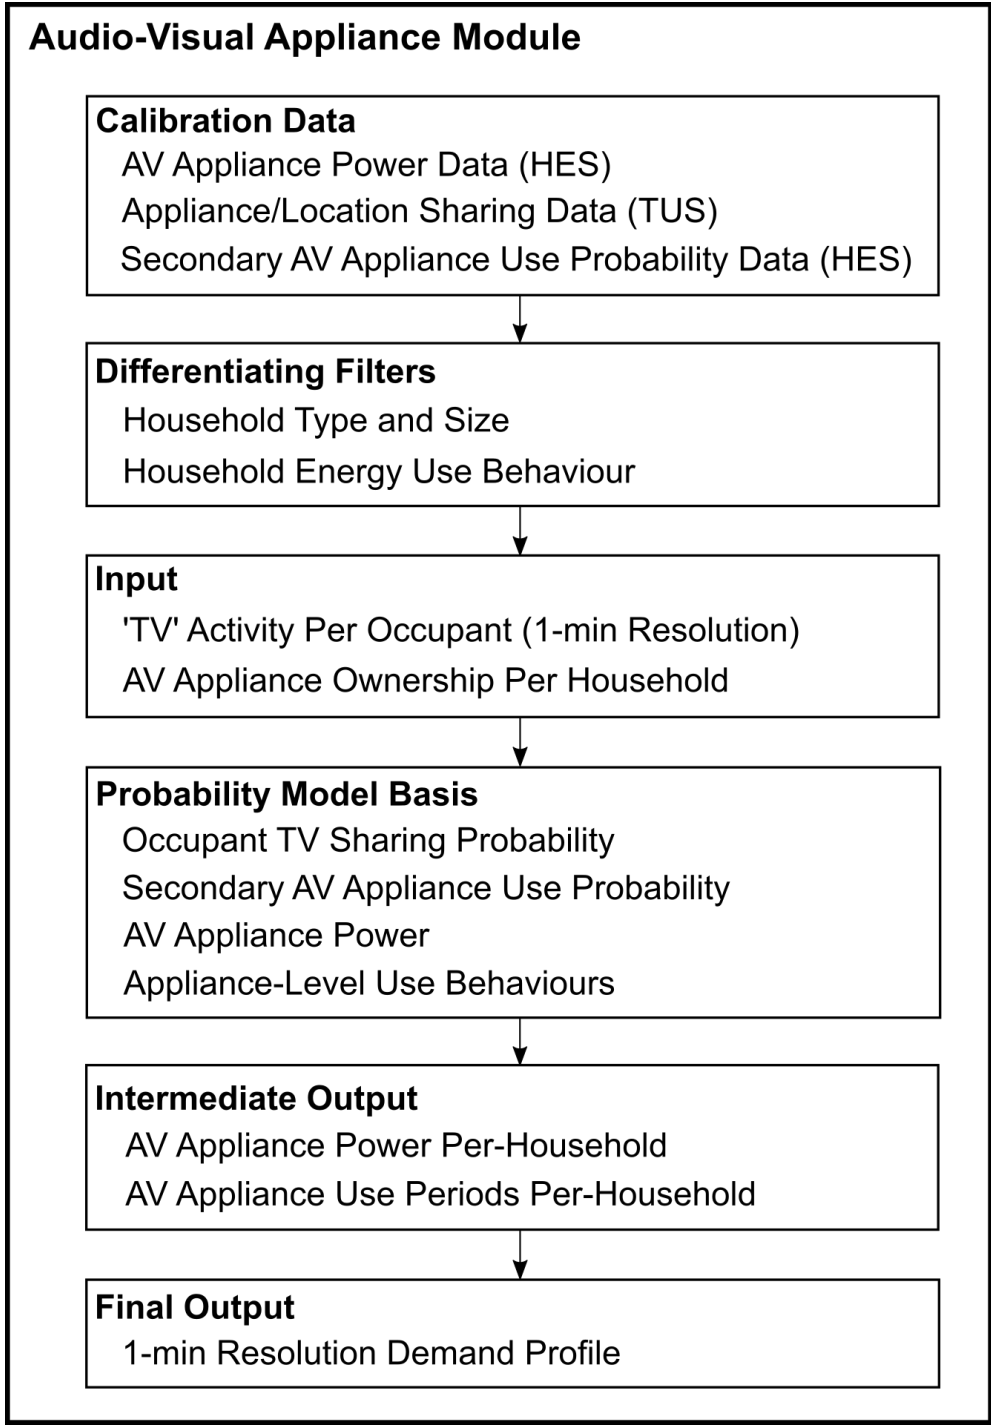 Audio-Visual Appliance Module
Calibration Data
AV Appliance Power Data (HES)
Appliance/Location Sharing Data (TUS)
Secondary AV Appliance Use Probability Data (HES)
Differentiating Filters
Household Type and Size
Household Energy Use Behaviour
Input
'TV' Activity Per Occupant (1-min Resolution)
AV Appliance Ownership Per Household
Probability Model Basis
Occupant TV Sharing Probability
Secondary AV Appliance Use Probability
AV Appliance Power
Appliance-Level Use Behaviours
Intermediate Output
AV Appliance Power Per-Household
AV Appliance Use Periods Per-Household
Final Output
1-min Resolution Demand Profile